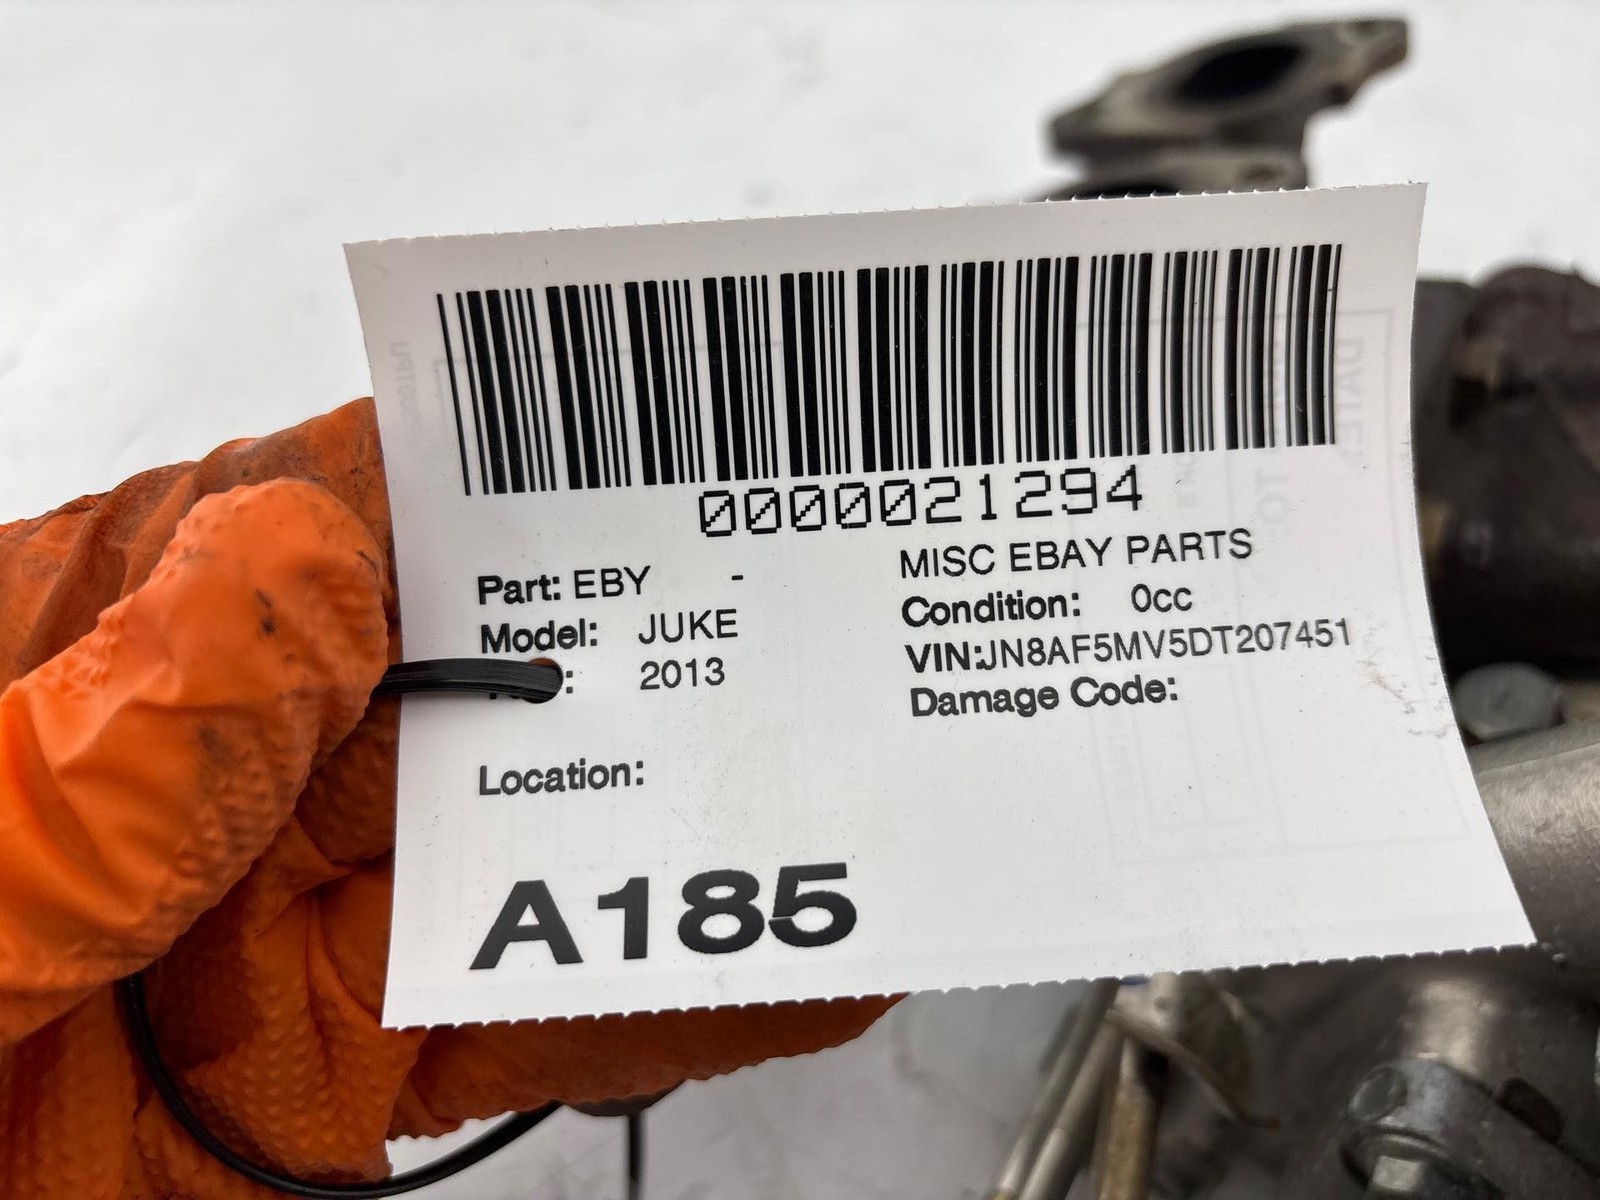 0000021294
Part: EBY -
MISC EBAY PARTS
Model: JUKE
Condition: 0cc
: 2013
VIN:JN8AF5MV5DT207451
Damage Code:
Location:
A185